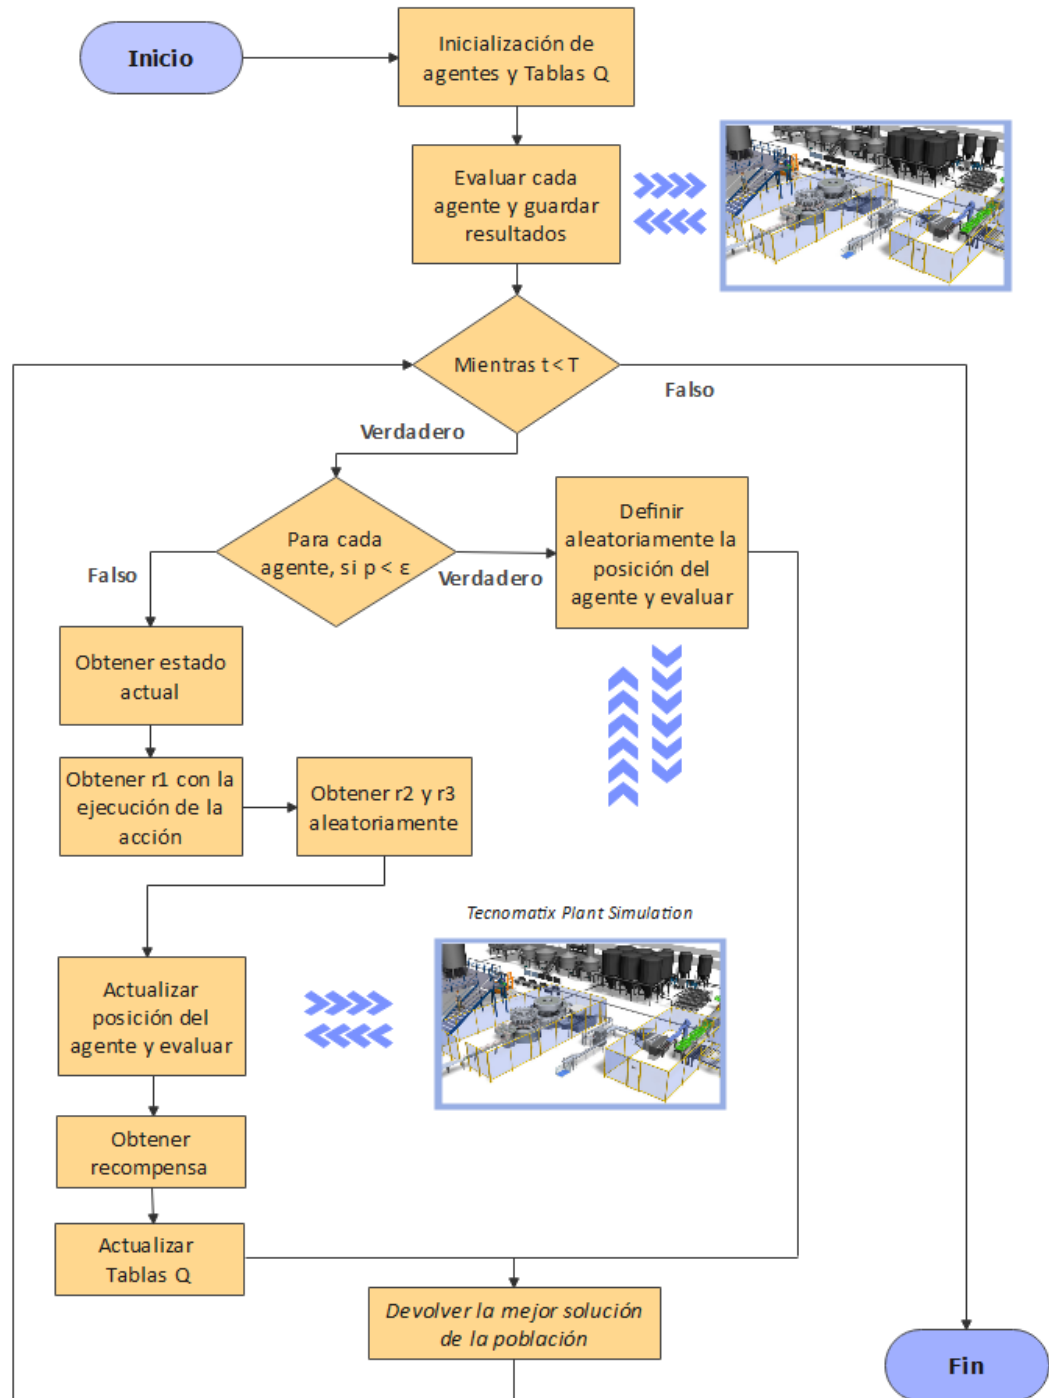 Inicio
Inicialización de
agentes y Tablas Q
Evaluar cada
agente y guardar
resultados
Mientras t < T
Falso
Verdadero
Para cada
agente, si p < ε
Falso
Verdadero
Definir
aleatoriamente la
posición del
agente y evaluar
Obtener estado
actual
Obtener r1 con la
ejecución de la
acción
Obtener r2 y r3
aleatoriamente
Tecnomatix Plant Simulation
Actualizar
posición del
agente y evaluar
Obtener
recompensa
Actualizar
Tablas Q
Devolver la mejor solución
de la población
Fin